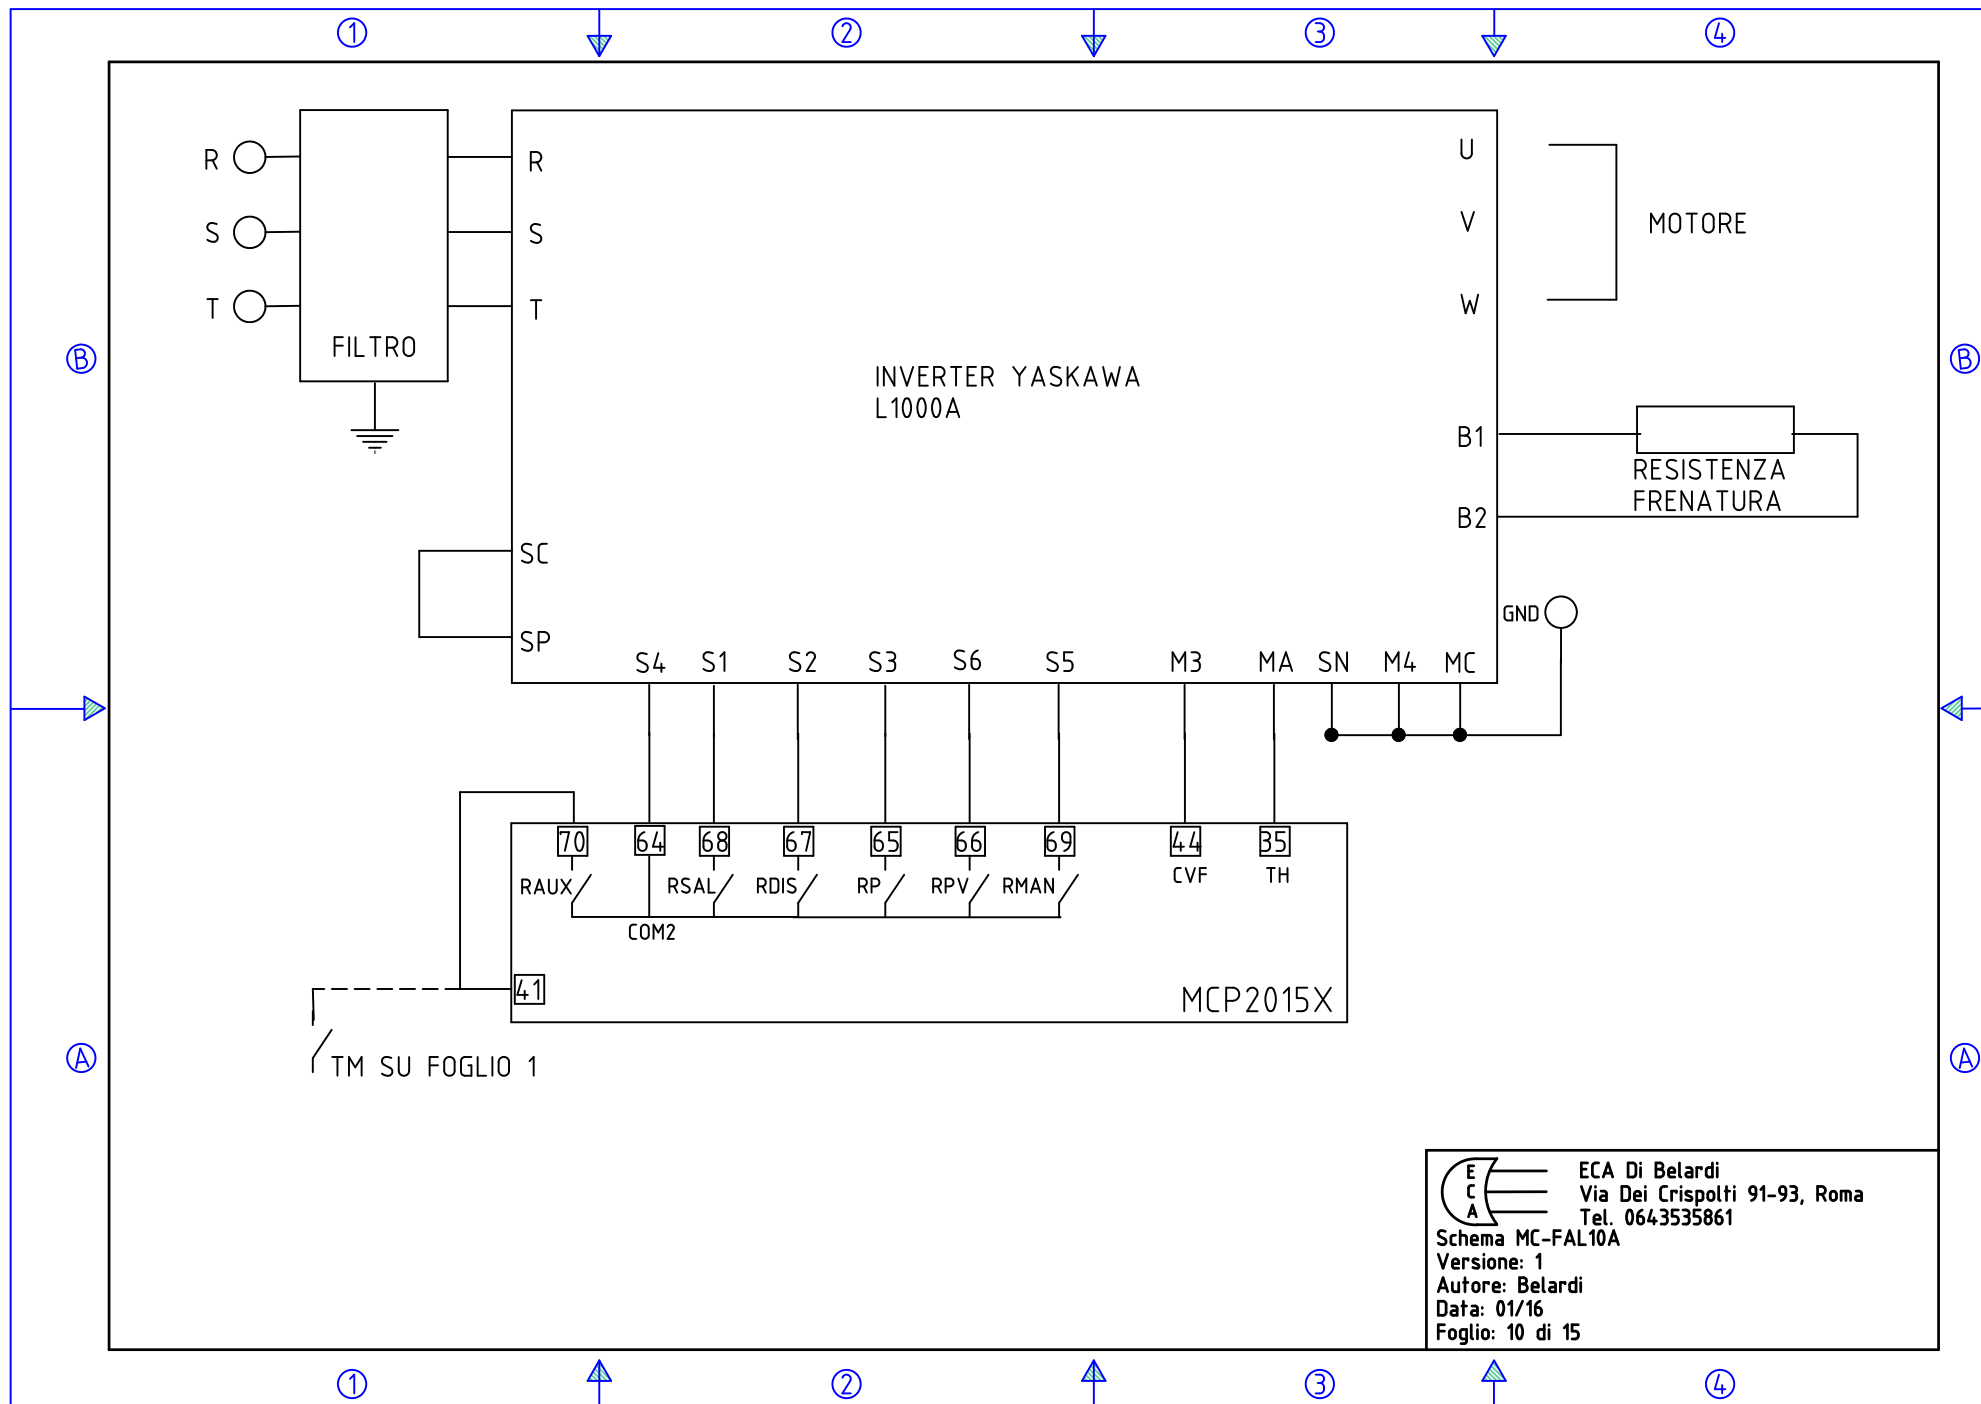 1 2 3 4
R R U
S S V MOTORE
T T W
FILTRO
B B
INVERTER YASKAWA
L1000A
B1
RESISTENZA
FRENATURA
B2
SC
SP
GND
S4 S1 S2 S3 S6 S5 M3 MA SN M4 MC
70 64 68 67 65 66 69 44 35
RAUX RSAL RDIS RP RPV RMAN CVF TH
COM2
41
MCP2015X
A A
TM SU FOGLIO 1
E
C
A
ECA Di Belardi
Via Dei Crispolti 91-93, Roma
Tel. 0643535861
Schema MC-FAL10A
Versione: 1
Autore: Belardi
Data: 01/16
Foglio: 10 di 15
1 2 3 4